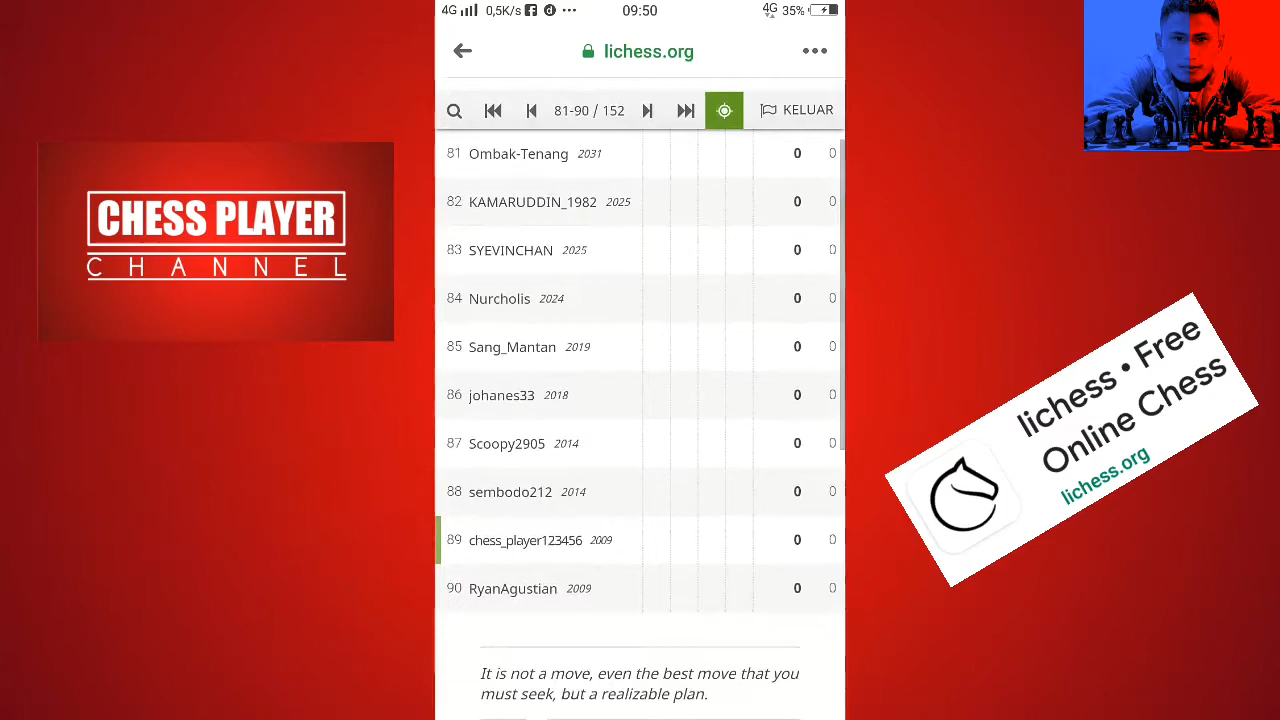 4G 0,5K/s 09:50 4G 35%
lichess.org
81-90 / 152 KELUAR
81 Ombak-Tenang 2031 0 0
82 KAMARUDDIN_1982 2025 0 0
83 SYEVINCHAN 2025 0 0
84 Nurcholis 2024 0 0
85 Sang_Mantan 2019 0 0
86 johanes33 2018 0 0
87 Scoopy2905 2014 0 0
88 sembodo212 2014 0 0
89 chess_player123456 2009 0 0
90 RyanAgustian 2009 0 0
It is not a move, even the best move that you
must seek, but a realizable plan.
CHESS PLAYER
CHANNEL
lichess • Free
Online Chess
lichess.org